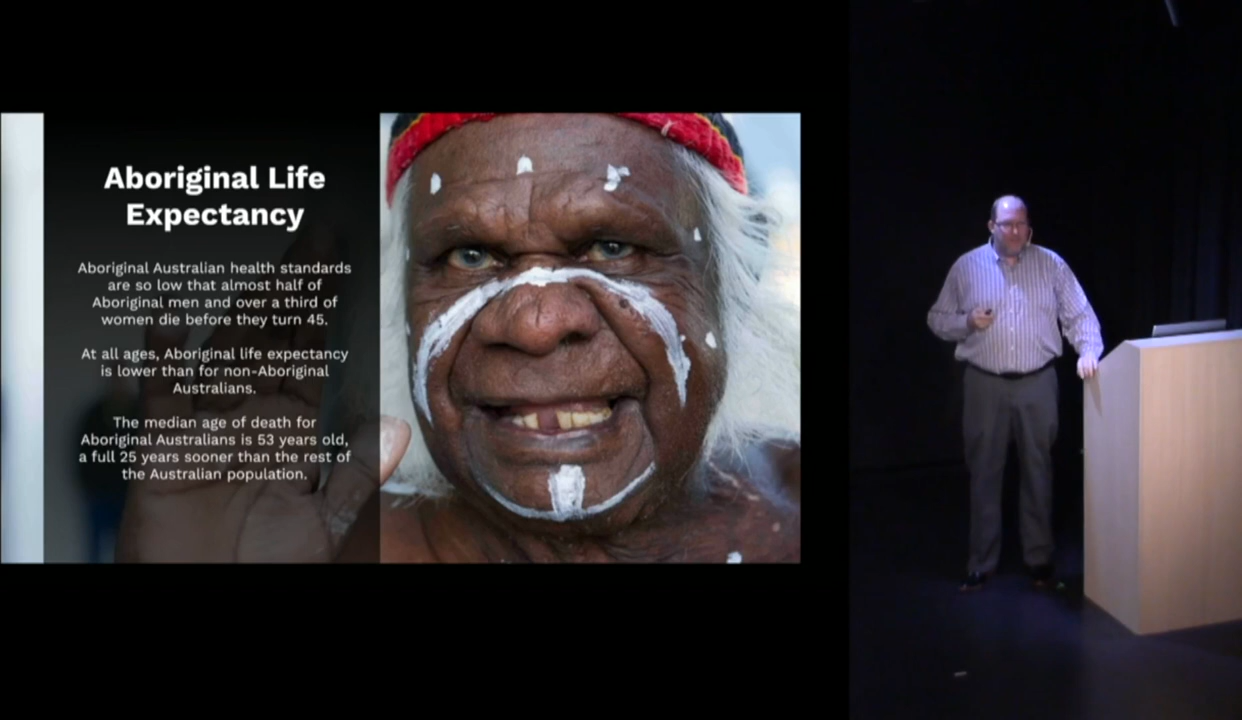 Aboriginal Life
Expectancy
Aboriginal Australian health standards
are so low that almost half of
Aboriginal men and over a third of
women die before they turn 45.
At all ages, Aboriginal life expectancy
is lower than for non-Aboriginal
Australians.
The median age of death for
Aboriginal Australians is 53 years old,
a full 25 years sooner than the rest of
the Australian population.